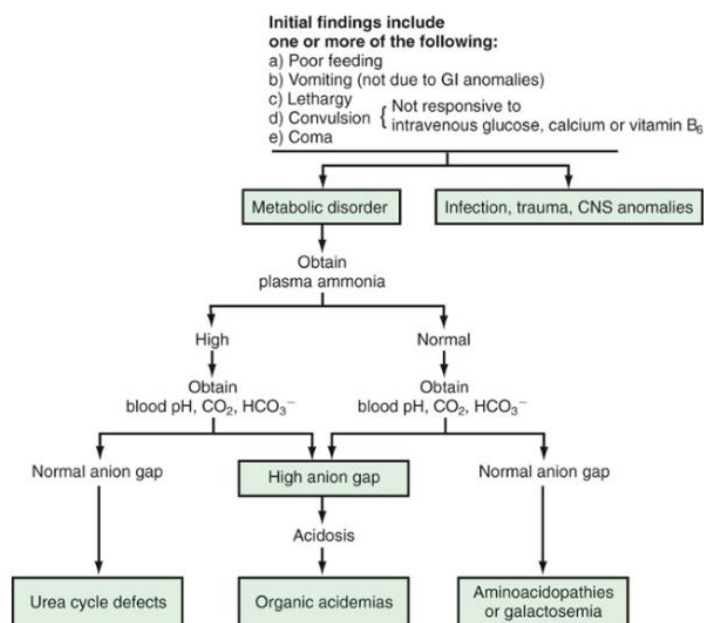 Initial findings include
one or more of the following:
a) Poor feeding
b) Vomiting (not due to GI anomalies)
c) Lethargy
d) Convulsion { Not responsive to
intravenous glucose, calcium or vitamin B₆
e) Coma
Metabolic disorder
Infection, trauma, CNS anomalies
Obtain
plasma ammonia
High
Normal
Obtain
blood pH, CO₂, HCO₃⁻
Obtain
blood pH, CO₂, HCO₃⁻
Normal anion gap
High anion gap
Normal anion gap
Acidosis
Urea cycle defects
Organic acidemias
Aminoacidopathies
or galactosemia